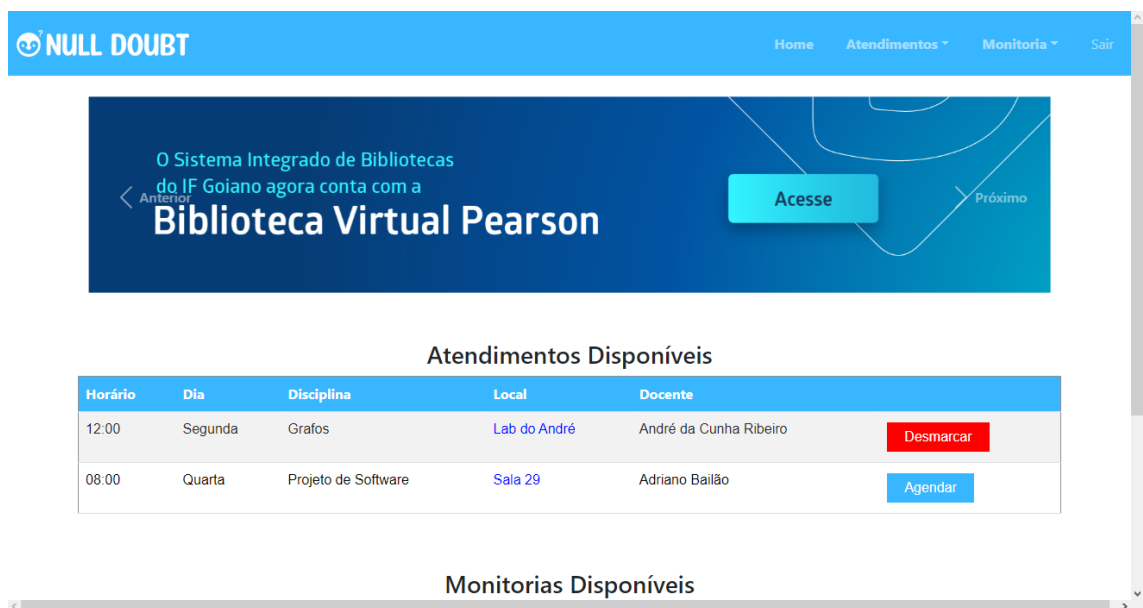 NULL DOUBT
Home Atendimentos Monitoria Sair
O Sistema Integrado de Bibliotecas
do IF Goiano agora conta com a
Anterior
Biblioteca Virtual Pearson
Acesse
Próximo
Atendimentos Disponíveis
Horário Dia Disciplina Local Docente
12:00 Segunda Grafos Lab do André André da Cunha Ribeiro Desmarcar
08:00 Quarta Projeto de Software Sala 29 Adriano Bailão Agendar
Monitorias Disponíveis